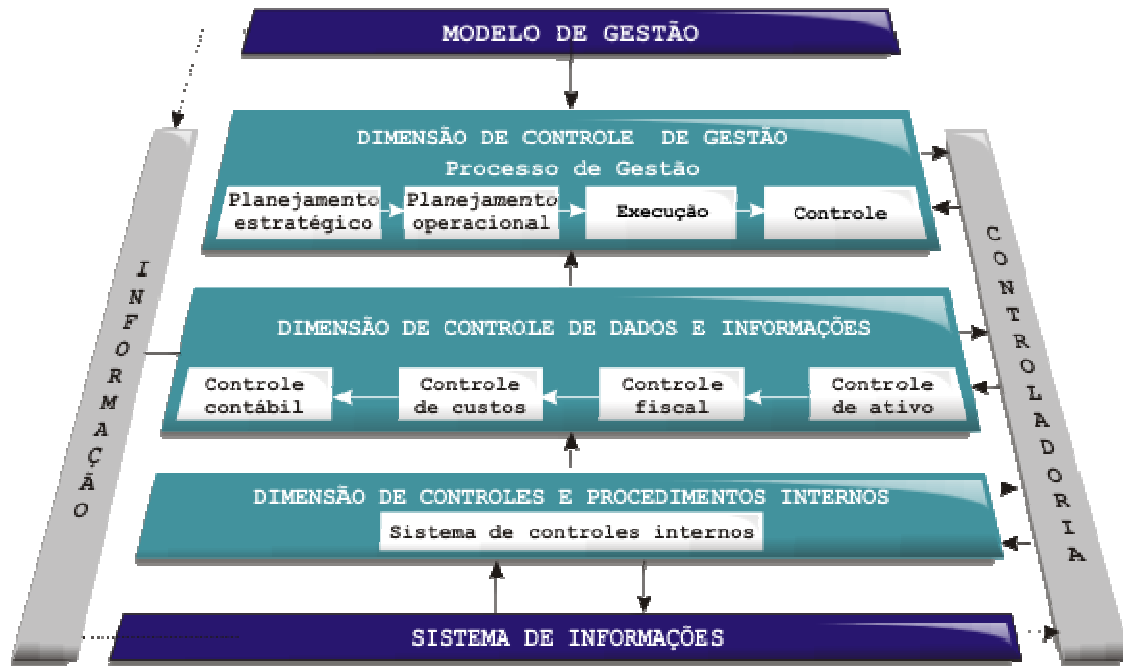 MODELO DE GESTÃO
DIMENSÃO DE CONTROLE DE GESTÃO
Processo de Gestão
Planejamento
estratégico
Planejamento
operacional
Execução
Controle
DIMENSÃO DE CONTROLE DE DADOS E INFORMAÇÕES
Controle
contábil
Controle
de custos
Controle
fiscal
Controle
de ativo
DIMENSÃO DE CONTROLES E PROCEDIMENTOS INTERNOS
Sistema de controles internos
SISTEMA DE INFORMAÇÕES
INFORMAÇÃO
CONTROLADORIA